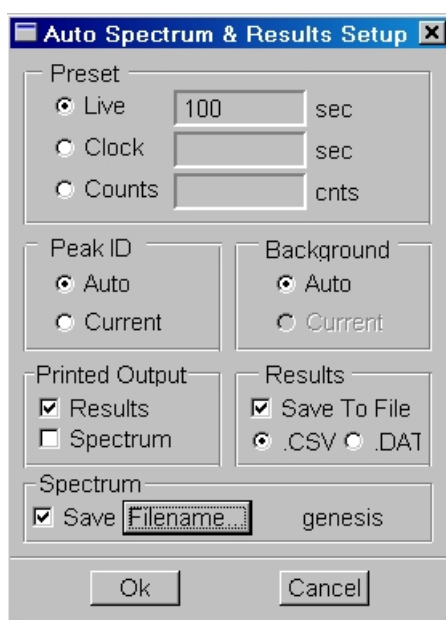 Auto Spectrum & Results Setup
Preset
Live 100 sec
Clock sec
Counts cnts
Peak ID
Auto
Current
Background
Auto
Current
Printed Output
Results
Spectrum
Results
Save To File
.CSV .DAT
Spectrum
Save Filename... genesis
Ok Cancel